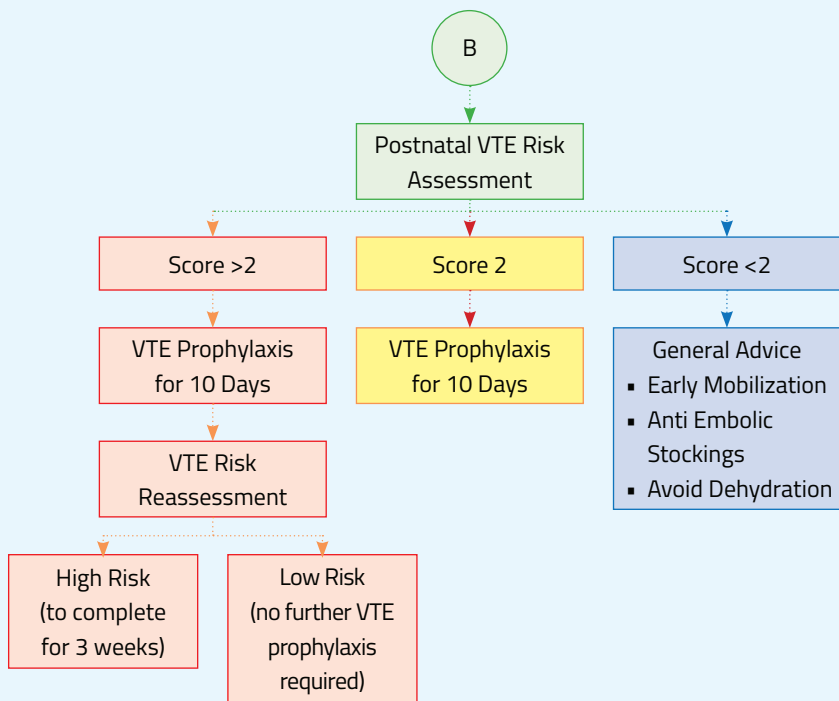 B
Postnatal VTE Risk
Assessment
Score >2
Score 2
Score <2
VTE Prophylaxis
for 10 Days
VTE Prophylaxis
for 10 Days
General Advice
▪ Early Mobilization
▪ Anti Embolic
Stockings
▪ Avoid Dehydration
VTE Risk
Reassessment
High Risk
(to complete
for 3 weeks)
Low Risk
(no further VTE
prophylaxis
required)